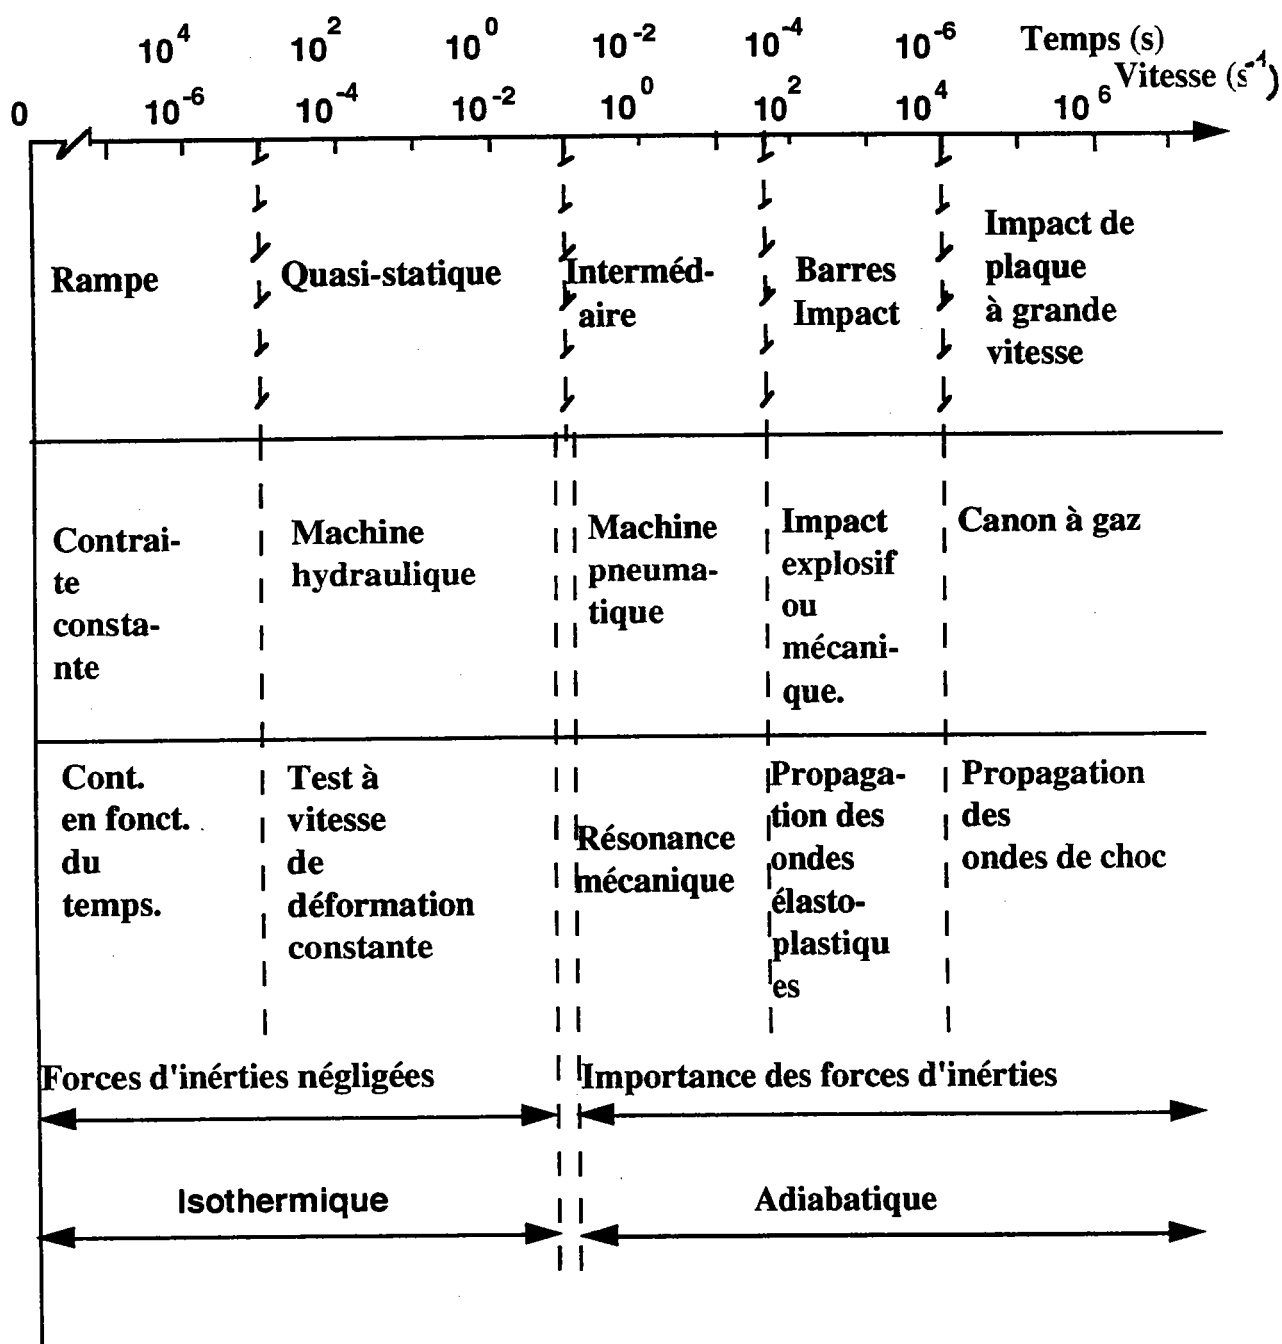 10^4 10^2 10^0 10^-2 10^-4 10^-6 Temps (s)
0 10^-6 10^-4 10^-2 10^0 10^2 10^4 10^6 Vitesse (s^-1)
Rampe
Quasi-statique
Interméd-
aire
Barres
Impact
Impact de
plaque
à grande
vitesse
Contrai-
te
consta-
nte
Machine
hydraulique
Machine
pneuma-
tique
Impact
explosif
ou
mécani-
que.
Canon à gaz
Cont.
en fonct.
du
temps.
Test à
vitesse
de
déformation
constante
Résonance
mécanique
Propaga-
tion des
ondes
élasto-
plastiqu
es
Propagation
des
ondes de choc
Forces d'inérties négligées
Importance des forces d'inérties
Isothermique
Adiabatique